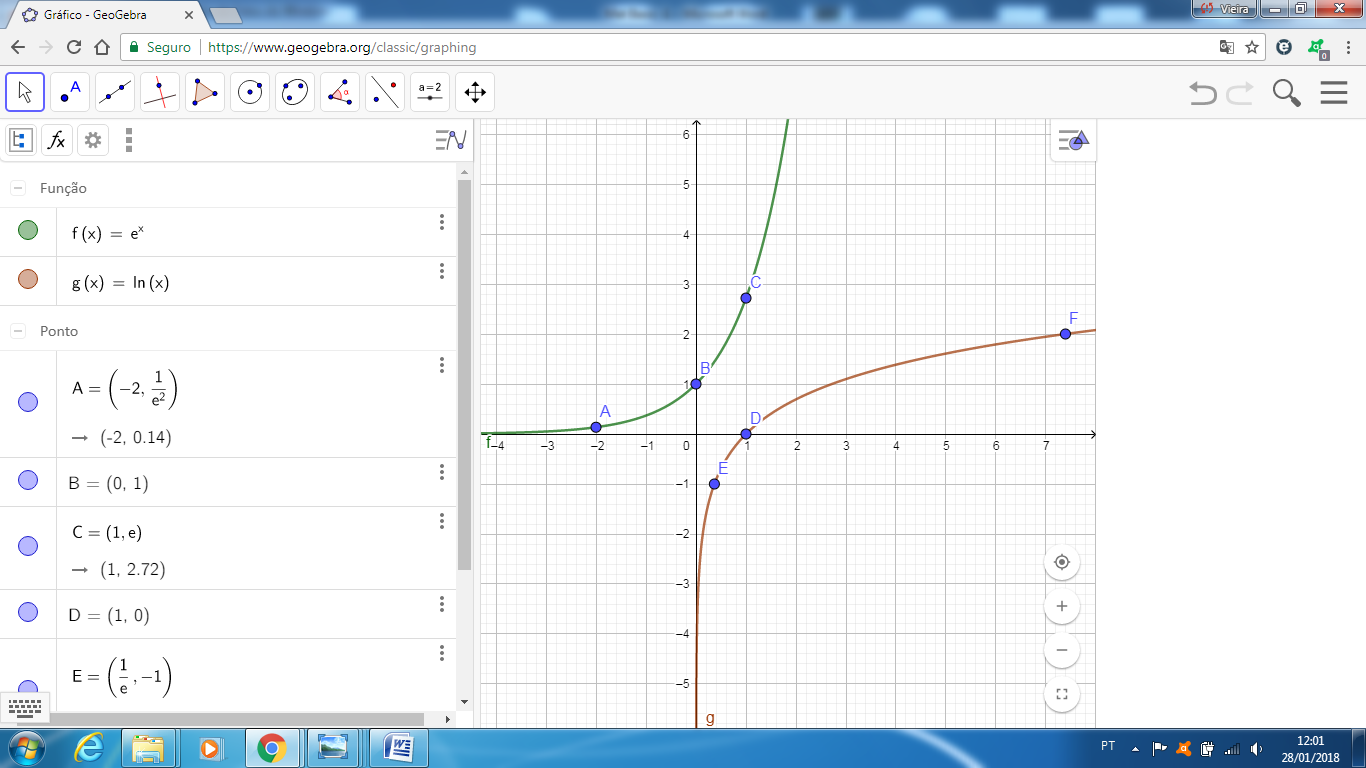 Gráfico - GeoGebra
Vieira
Seguro
https://www.geogebra.org/classic/graphing
0
A
α
a=2
fx
Função
f(x) = eˣ
g(x) = ln(x)
Ponto
A = (−2, 1/e²)
→ (-2, 0.14)
B = (0, 1)
C = (1, e)
→ (1, 2.72)
D = (1, 0)
E = (1/e, −1)
6
5
4
3
2
1
−4 −3 −2 −1 0 1 2 3 4 5 6 7
−1
−2
−3
−4
−5
A
B
C
D
E
F
f
g
PT
12:01
28/01/2018